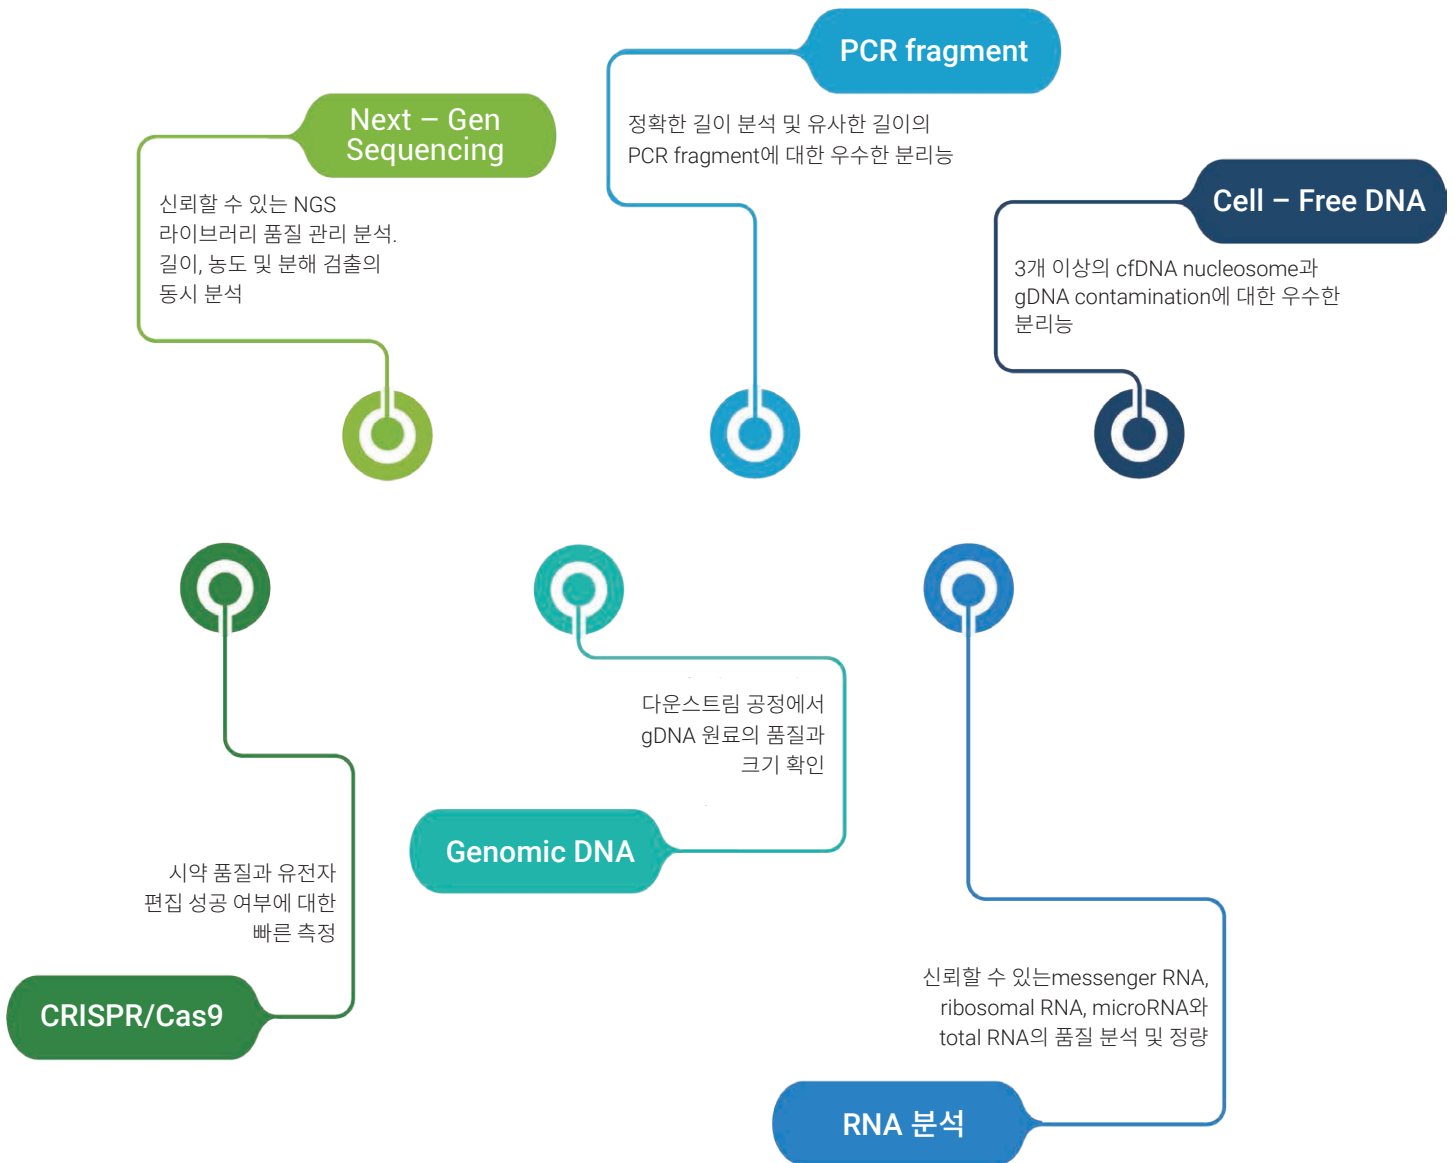 PCR fragment
정확한 길이 분석 및 유사한 길이의
PCR fragment에 대한 우수한 분리능
Next – Gen
Sequencing
신뢰할 수 있는 NGS
라이브러리 품질 관리 분석.
길이, 농도 및 분해 검출의
동시 분석
Cell – Free DNA
3개 이상의 cfDNA nucleosome과
gDNA contamination에 대한 우수한
분리능
시약 품질과 유전자
편집 성공 여부에 대한
빠른 측정
CRISPR/Cas9
다운스트림 공정에서
gDNA 원료의 품질과
크기 확인
Genomic DNA
신뢰할 수 있는messenger RNA,
ribosomal RNA, microRNA와
total RNA의 품질 분석 및 정량
RNA 분석